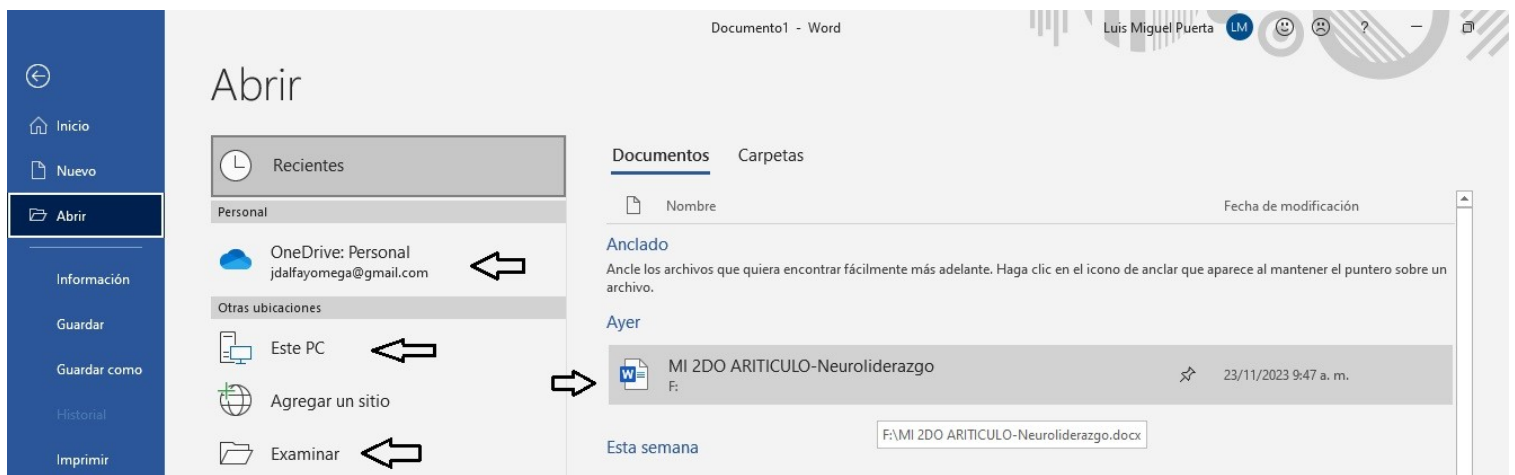 Documento1 - Word
Luis Miguel Puerta
LM
?
Inicio
Nuevo
Abrir
Información
Guardar
Guardar como
Historial
Imprimir
Abrir
Recientes
Personal
OneDrive: Personal
jdalfayomega@gmail.com
Otras ubicaciones
Este PC
Agregar un sitio
Examinar
Documentos
Carpetas
Nombre
Fecha de modificación
Anclado
Ancle los archivos que quiera encontrar fácilmente más adelante. Haga clic en el icono de anclar que aparece al mantener el puntero sobre un
archivo.
Ayer
W
MI 2DO ARITICULO-Neuroliderazgo
F:
23/11/2023 9:47 a. m.
F:\MI 2DO ARITICULO-Neuroliderazgo.docx
Esta semana